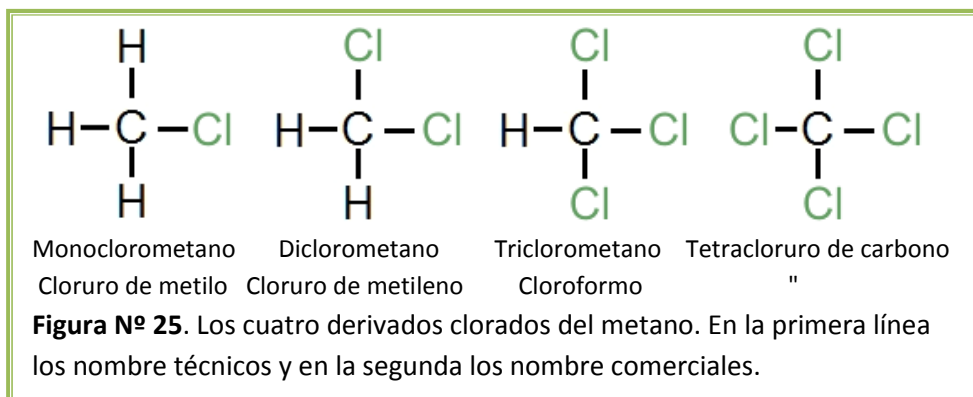 H Cl Cl Cl
H–C–Cl H–C–Cl H–C–Cl Cl–C–Cl
H H Cl Cl
Monoclorometano Diclorometano Triclorometano Tetracloruro de carbono
Cloruro de metilo Cloruro de metileno Cloroformo "
Figura Nº 25. Los cuatro derivados clorados del metano. En la primera línea
los nombre técnicos y en la segunda los nombre comerciales.